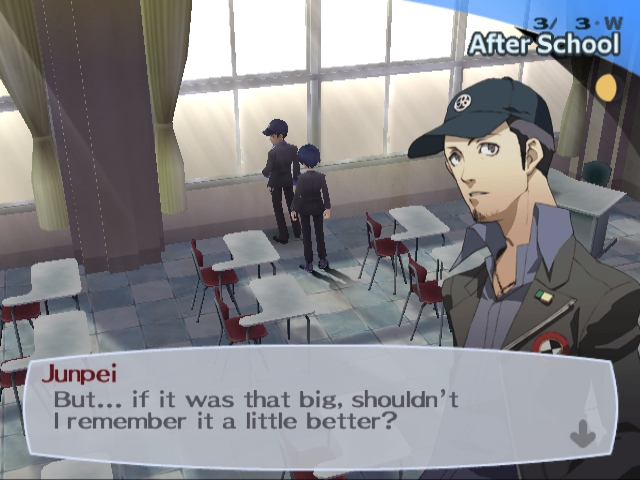 3/ 3·W
After School
Junpei
But... if it was that big, shouldn't
I remember it a little better?